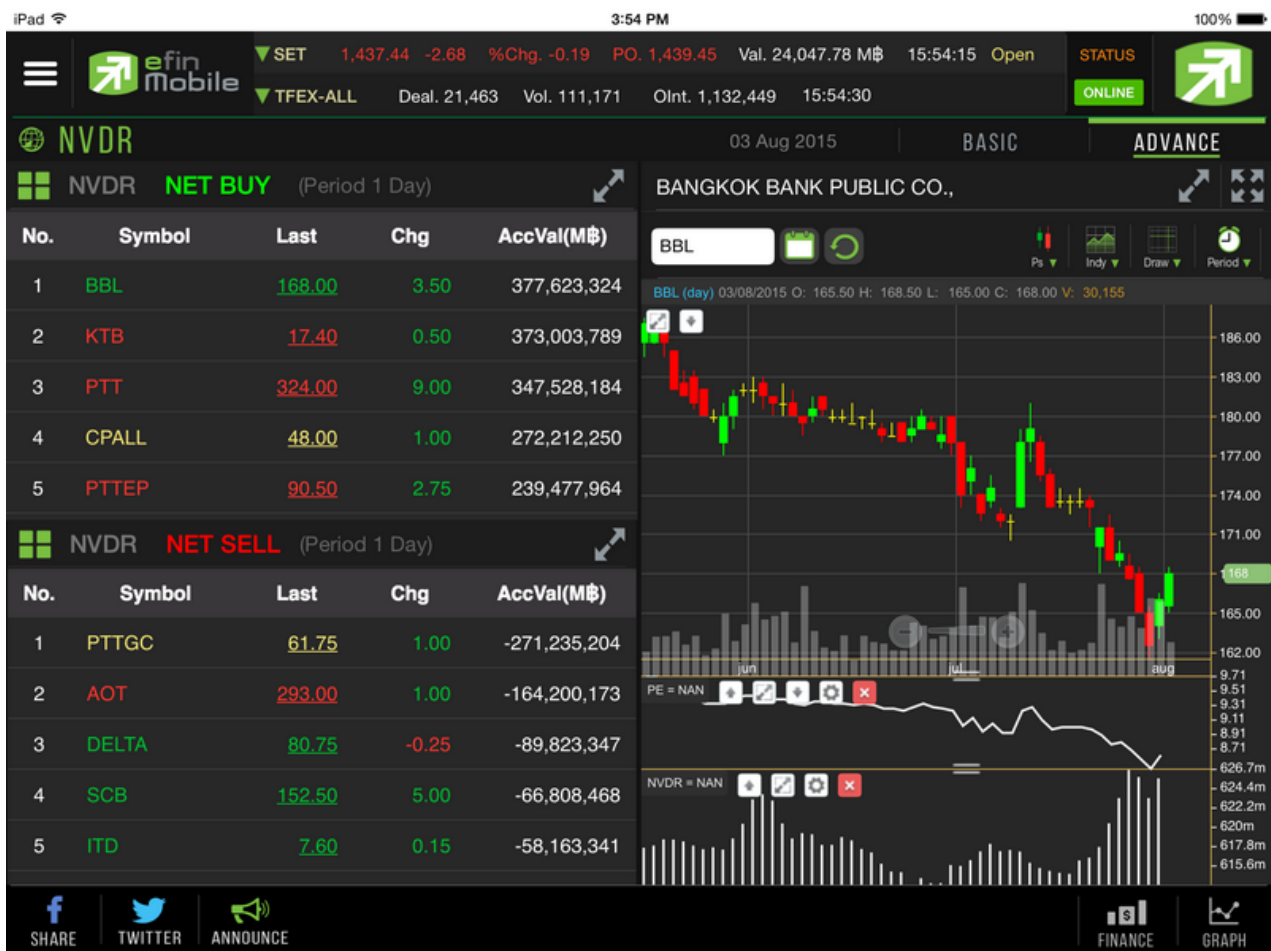 iPad 3:54 PM 100%
efin Mobile
SET 1,437.44 -2.68 %Chg. -0.19 PO. 1,439.45 Val. 24,047.78 M฿ 15:54:15 Open
TFEX-ALL Deal. 21,463 Vol. 111,171 OInt. 1,132,449 15:54:30
STATUS
ONLINE
NVDR 03 Aug 2015 BASIC ADVANCE
NVDR NET BUY (Period 1 Day)
No. Symbol Last Chg AccVal(M฿)
1 BBL 168.00 3.50 377,623,324
2 KTB 17.40 0.50 373,003,789
3 PTT 324.00 9.00 347,528,184
4 CPALL 48.00 1.00 272,212,250
5 PTTEP 90.50 2.75 239,477,964
NVDR NET SELL (Period 1 Day)
No. Symbol Last Chg AccVal(M฿)
1 PTTGC 61.75 1.00 -271,235,204
2 AOT 293.00 1.00 -164,200,173
3 DELTA 80.75 -0.25 -89,823,347
4 SCB 152.50 5.00 -66,808,468
5 ITD 7.60 0.15 -58,163,341
BANGKOK BANK PUBLIC CO.,
BBL
Ps Indy Draw Period
BBL (day) 03/08/2015 O: 165.50 H: 168.50 L: 165.00 C: 168.00 V: 30,155
186.00
183.00
180.00
177.00
174.00
171.00
168
165.00
162.00
jun jul aug
PE = NAN
9.71
9.51
9.31
9.11
8.91
8.71
NVDR = NAN
626.7m
624.4m
622.2m
620m
617.8m
615.6m
SHARE TWITTER ANNOUNCE FINANCE GRAPH